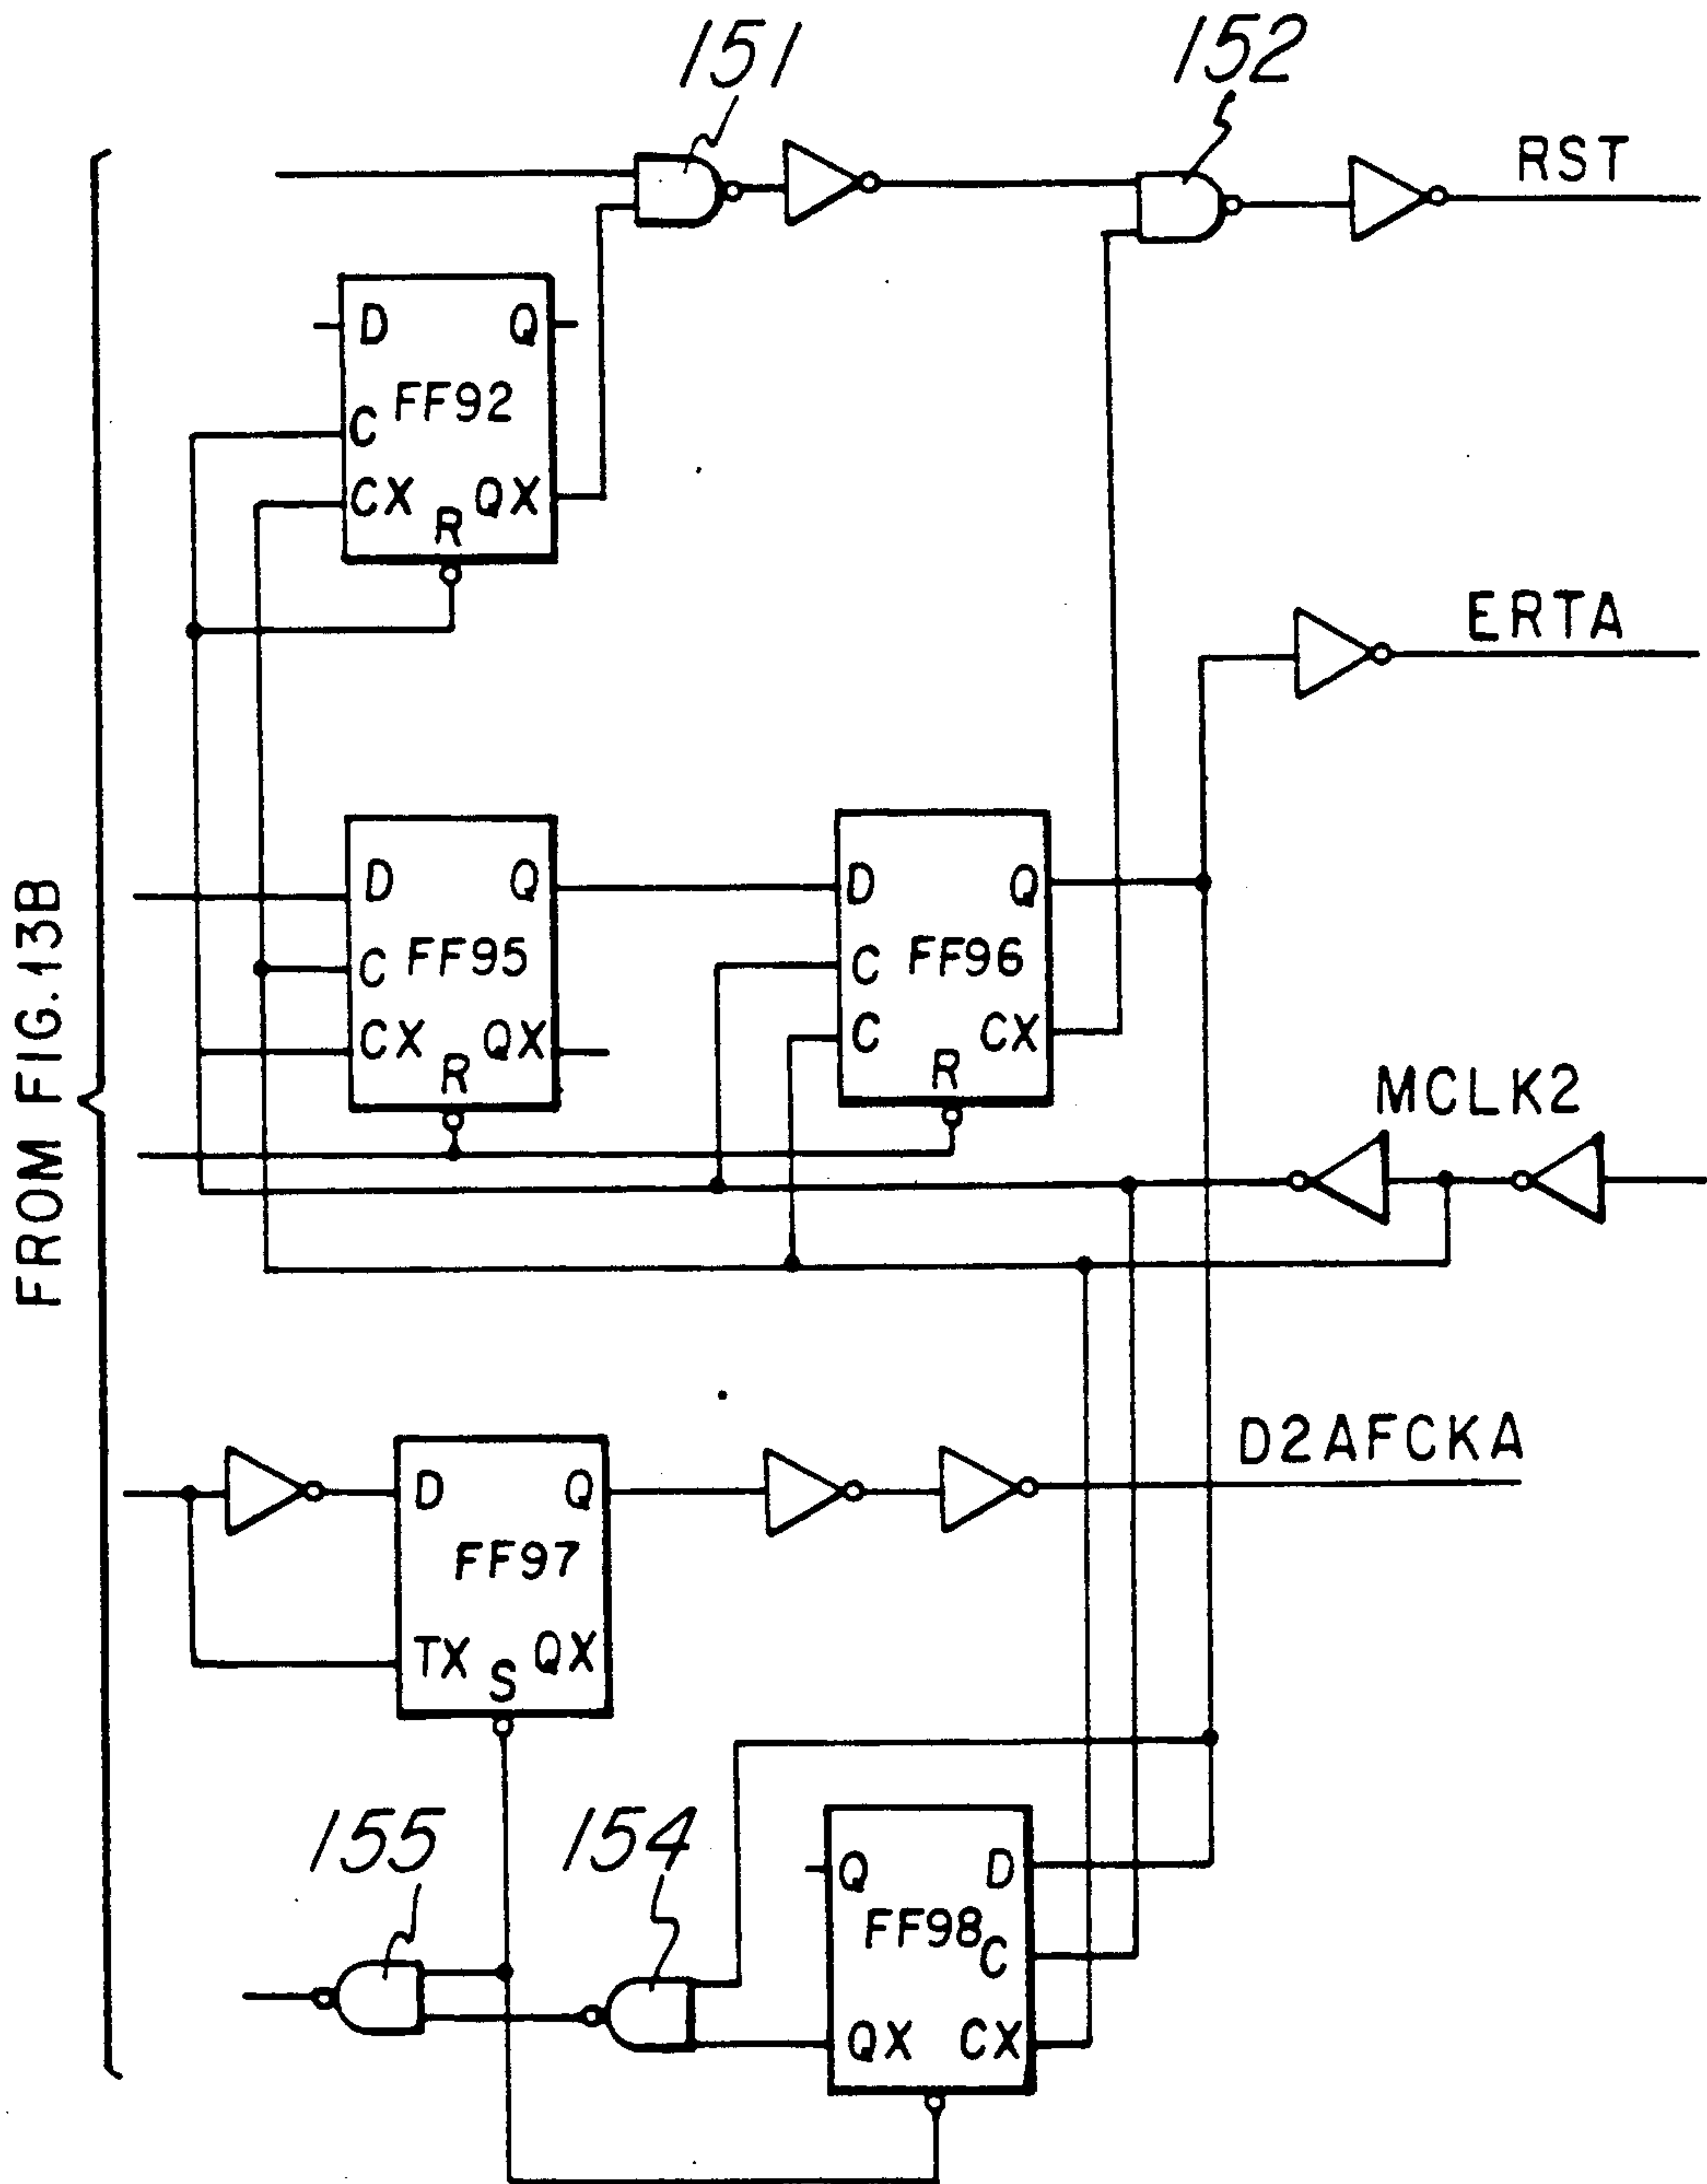 151
152
RST
D Q
FF92
C
CX QX
R
ERTA
D Q
FF95
C
CX QX
R
D Q
FF96
C
C CX
R
MCLK2
FROM FIG.13B
D2AFCKA
D Q
FF97
TX QX
S
155
154
Q D
FF98
C
QX CX